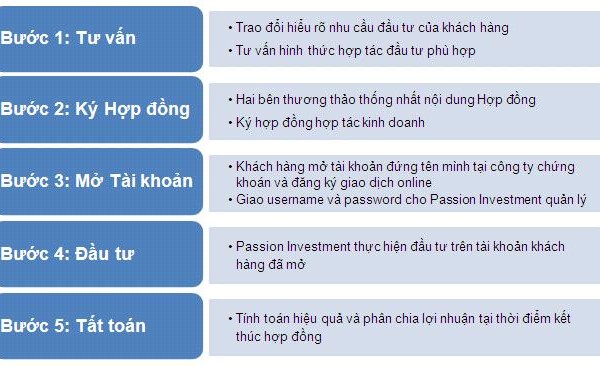 Bước 1: Tư vấn
• Trao đổi hiểu rõ nhu cầu đầu tư của khách hàng
• Tư vấn hình thức hợp tác đầu tư phù hợp
Bước 2: Ký Hợp đồng
• Hai bên thương thảo thống nhất nội dung Hợp đồng
• Ký hợp đồng hợp tác kinh doanh
Bước 3: Mở Tài khoản
• Khách hàng mở tài khoản đứng tên mình tại công ty chứng
khoán và đăng ký giao dịch online
• Giao username và password cho Passion Investment quản lý
Bước 4: Đầu tư
• Passion Investment thực hiện đầu tư trên tài khoản khách
hàng đã mở
Bước 5: Tất toán
• Tính toán hiệu quả và phân chia lợi nhuận tại thời điểm kết
thúc hợp đồng